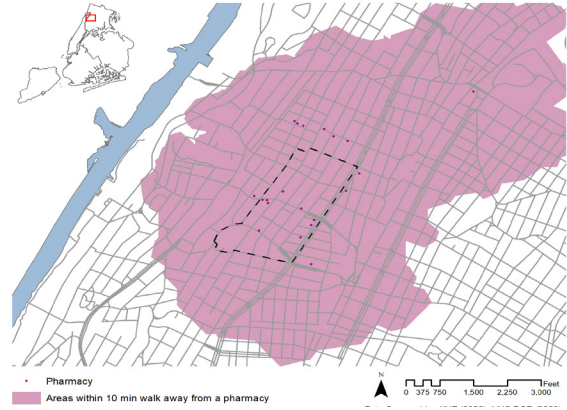 Pharmacy
Areas within 10 min walk away from a pharmacy
N
Feet
0 375 750 1,500 2,250 3,000